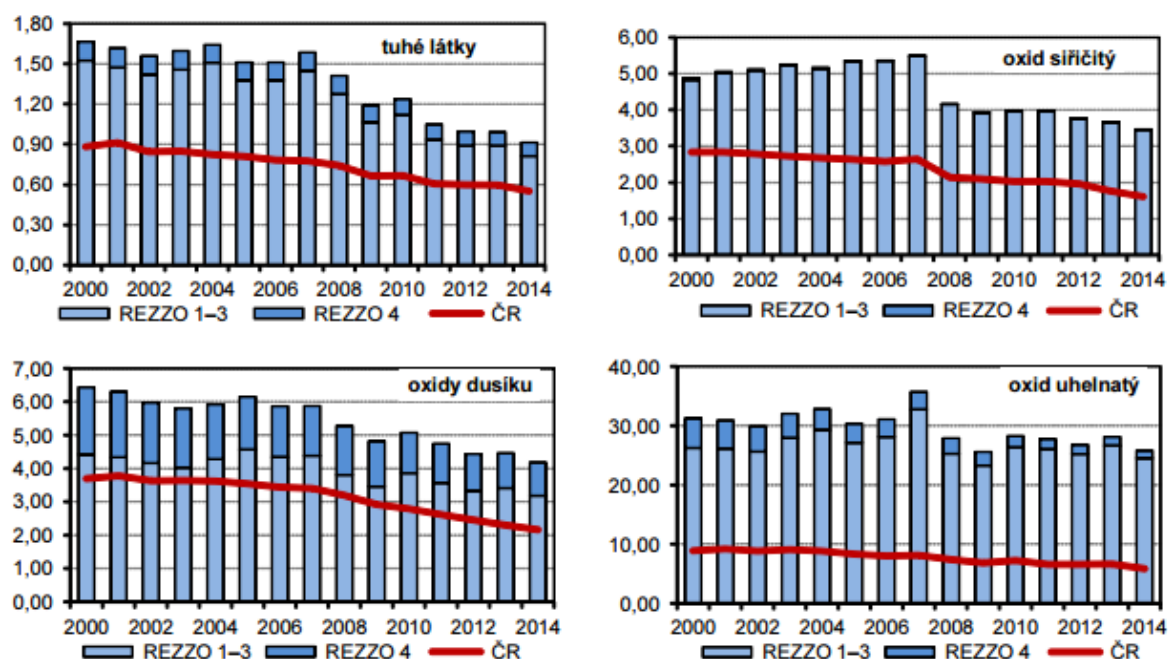 tuhé látky
1,80
1,50
1,20
0,90
0,60
0,30
0,00
2000 2002 2004 2006 2008 2010 2012 2014
REZZO 1–3 REZZO 4 ČR
oxid siřičitý
6,00
5,00
4,00
3,00
2,00
1,00
0,00
2000 2002 2004 2006 2008 2010 2012 2014
REZZO 1–3 REZZO 4 ČR
oxidy dusíku
7,00
6,00
5,00
4,00
3,00
2,00
1,00
0,00
2000 2002 2004 2006 2008 2010 2012 2014
REZZO 1–3 REZZO 4 ČR
oxid uhelnatý
40,00
30,00
20,00
10,00
0,00
2000 2002 2004 2006 2008 2010 2012 2014
REZZO 1–3 REZZO 4 ČR